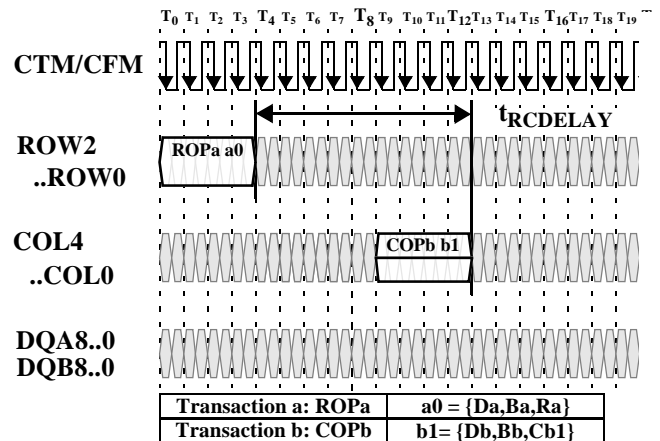 T0 T1 T2 T3 T4 T5 T6 T7 T8 T9 T10 T11 T12 T13 T14 T15 T16 T17 T18 T19
CTM/CFM
tRCDELAY
ROW2
..ROW0
ROPa a0
COL4
..COL0
COPb b1
DQA8..0
DQB8..0
Transaction a: ROPa a0 = {Da,Ba,Ra}
Transaction b: COPb b1= {Db,Bb,Cb1}